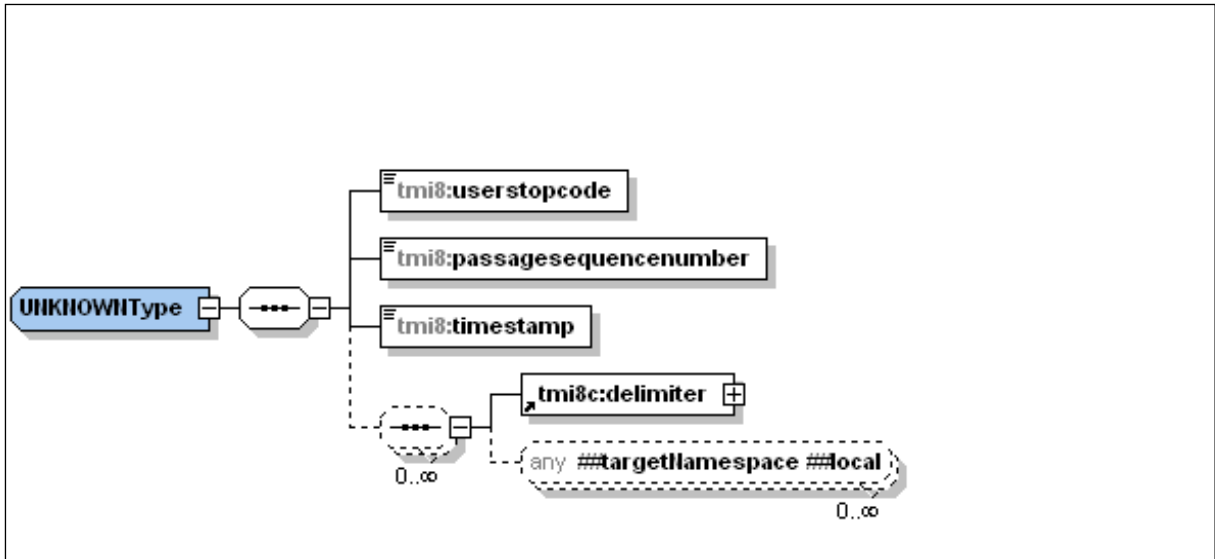 tmi8:userstopcode
tmi8:passagesequencenumber
UNKNOWNType
tmi8:timestamp
tmi8c:delimiter
0..∞
any ##targetNamespace ##local
0..∞